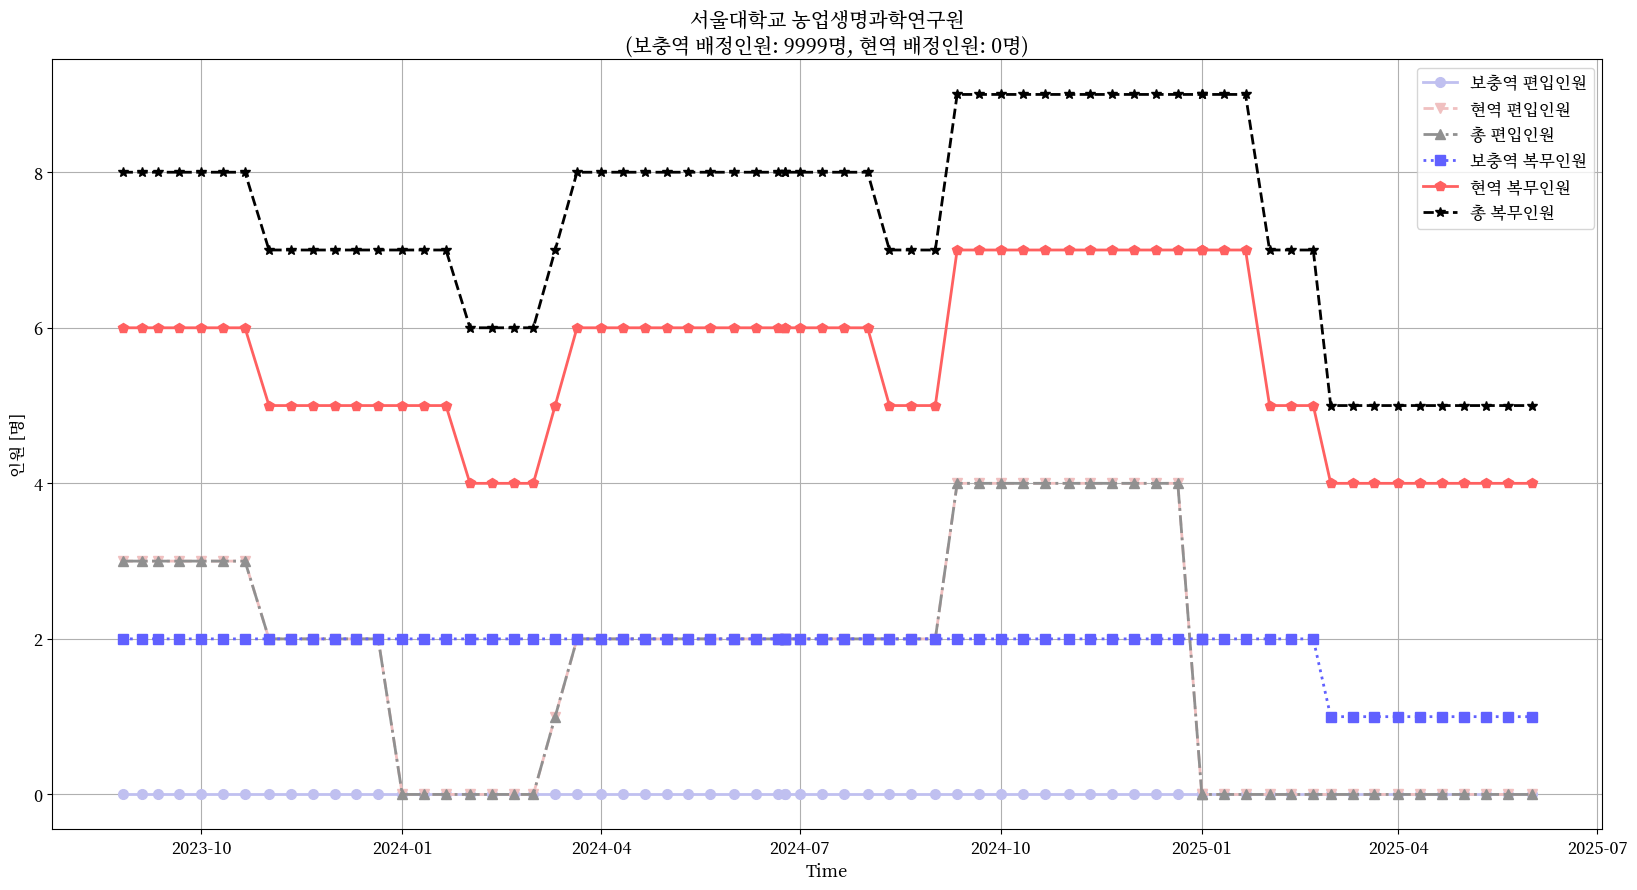 서울대학교 농업생명과학연구원
(보충역 배정인원: 9999명, 현역 배정인원: 0명)
보충역 편입인원
현역 편입인원
총 편입인원
보충역 복무인원
현역 복무인원
총 복무인원
인원 [명]
8
6
4
2
0
2023-10 2024-01 2024-04 2024-07 2024-10 2025-01 2025-04 2025-07
Time